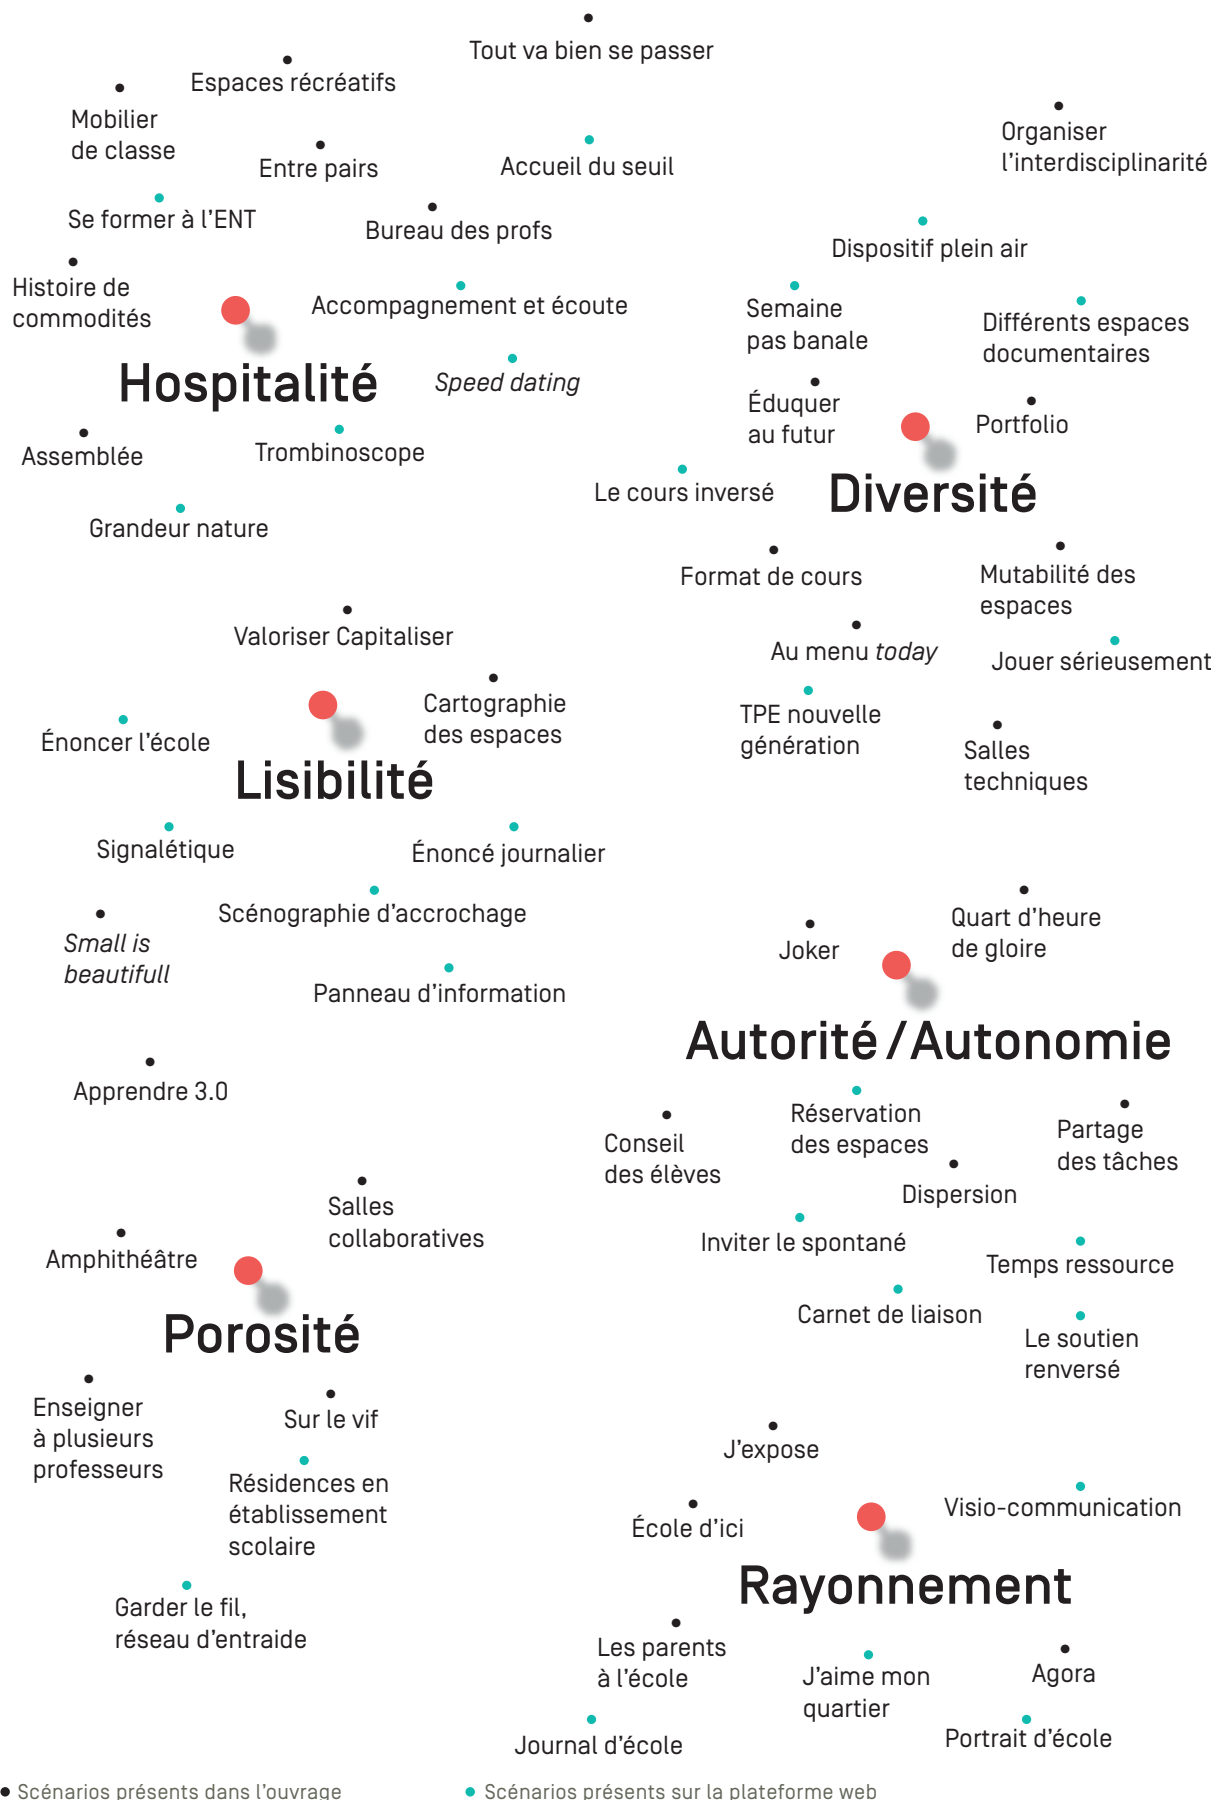 Tout va bien se passer
Espaces récréatifs
Mobilier
de classe
Entre pairs
Accueil du seuil
Organiser
l'interdisciplinarité
Se former à l'ENT
Bureau des profs
Dispositif plein air
Histoire de
commodités
Accompagnement et écoute
Semaine
pas banale
Différents espaces
documentaires
Hospitalité
Speed dating
Éduquer
au futur
Portfolio
Assemblée
Trombinoscope
Le cours inversé
Diversité
Grandeur nature
Format de cours
Mutabilité des
espaces
Valoriser Capitaliser
Au menu today
Jouer sérieusement
Cartographie
des espaces
Énoncer l'école
TPE nouvelle
génération
Salles
techniques
Lisibilité
Signalétique
Énoncé journalier
Scénographie d'accrochage
Small is
beautifull
Panneau d'information
Joker
Quart d'heure
de gloire
Autorité / Autonomie
Apprendre 3.0
Conseil
des élèves
Réservation
des espaces
Partage
des tâches
Dispersion
Salles
collaboratives
Amphithéâtre
Inviter le spontané
Temps ressource
Porosité
Carnet de liaison
Le soutien
renversé
Enseigner
à plusieurs
professeurs
Sur le vif
J'expose
Résidences en
établissement
scolaire
École d'ici
Visio-communication
Rayonnement
Garder le fil,
réseau d'entraide
Les parents
à l'école
J'aime mon
quartier
Agora
Journal d'école
Portrait d'école
Scénarios présents dans l'ouvrage
Scénarios présents sur la plateforme web